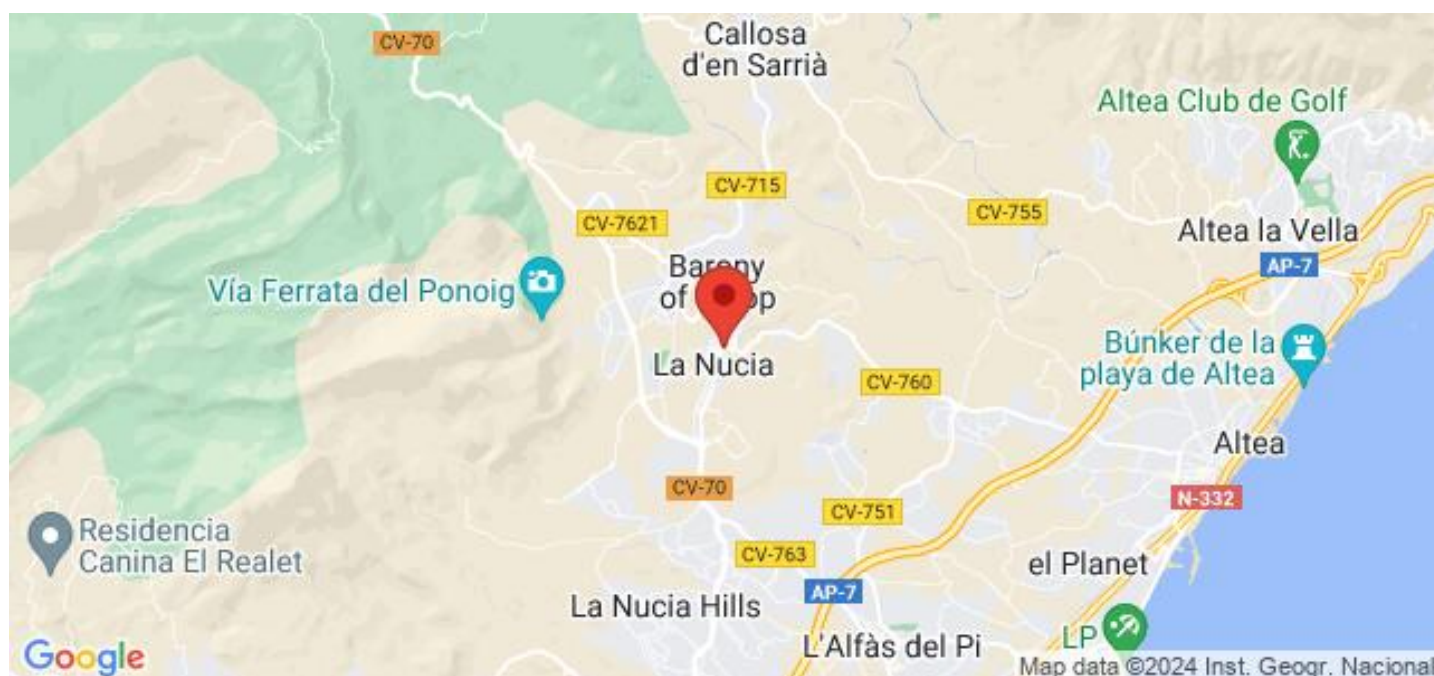 CV-70
Callosa
d'en Sarrià
Altea Club de Golf
CV-715
CV-755
CV-7621
Altea la Vella
AP-7
Barony
of
Vía Ferrata del Ponoig
La Nucia
Búnker de la
playa de Altea
CV-760
Altea
CV-70
N-332
CV-751
Residencia
Canina El Realet
CV-763
el Planet
AP-7
La Nucia Hills
L'Alfàs del Pi
LP
Google
Map data ©2024 Inst. Geogr. Nacional